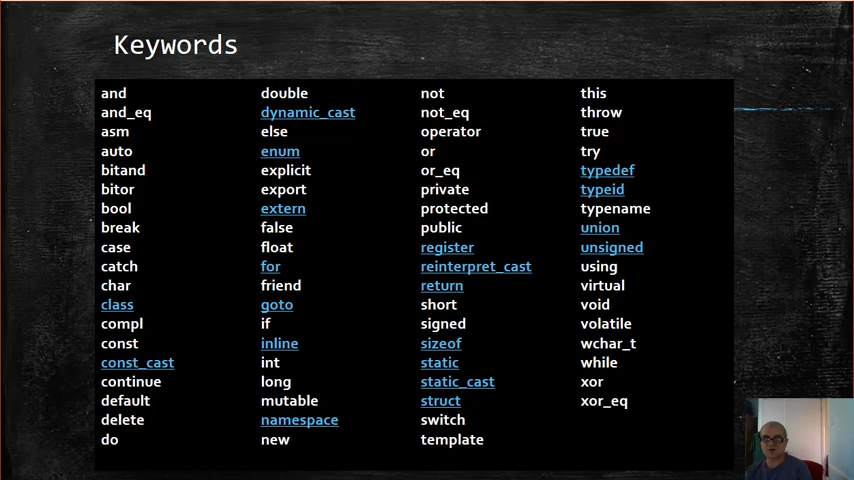 Keywords
and
and_eq
asm
auto
bitand
bitor
bool
break
case
catch
char
class
compl
const
const_cast
continue
default
delete
do
double
dynamic_cast
else
enum
explicit
export
extern
false
float
for
friend
goto
if
inline
int
long
mutable
namespace
new
not
not_eq
operator
or
or_eq
private
protected
public
register
reinterpret_cast
return
short
signed
sizeof
static
static_cast
struct
switch
template
this
throw
true
try
typedef
typeid
typename
union
unsigned
using
virtual
void
volatile
wchar_t
while
xor
xor_eq